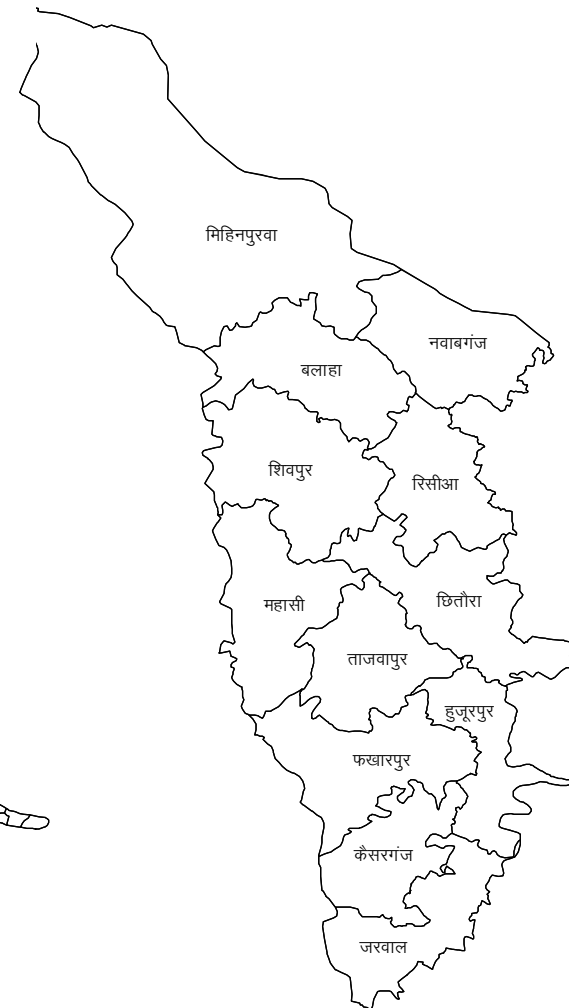 मिहिनपुरवा
नवाबगंज
बलाहा
शिवपुर
रिसीआ
महासी
छितौरा
ताजवापुर
हुजूरपुर
फखारपुर
कैसरगंज
जरवाल